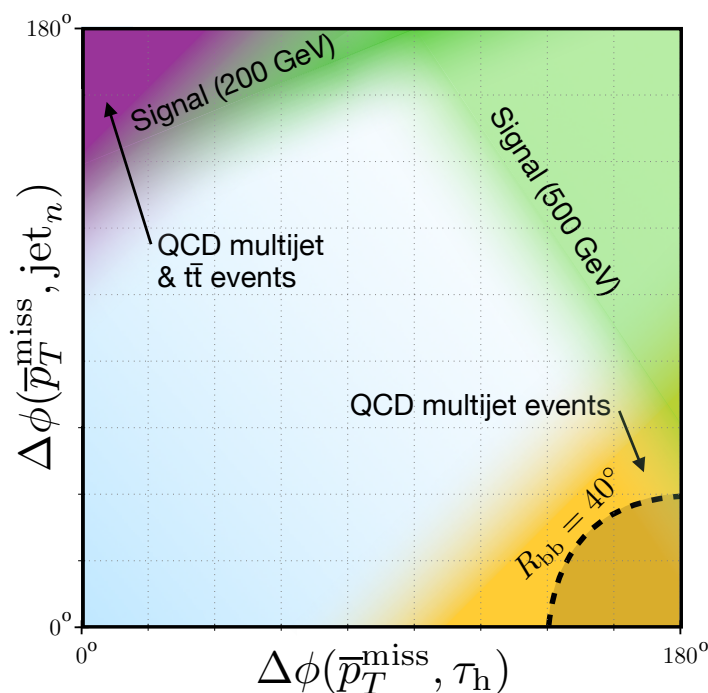 180°
Signal (200 GeV)
Signal (500 GeV)
QCD multijet
& tt̄ events
Δϕ(p̅_T^miss, jet_n)
QCD multijet events
R_bb = 40°
0°
0° 180°
Δϕ(p̅_T^miss, τ_h)